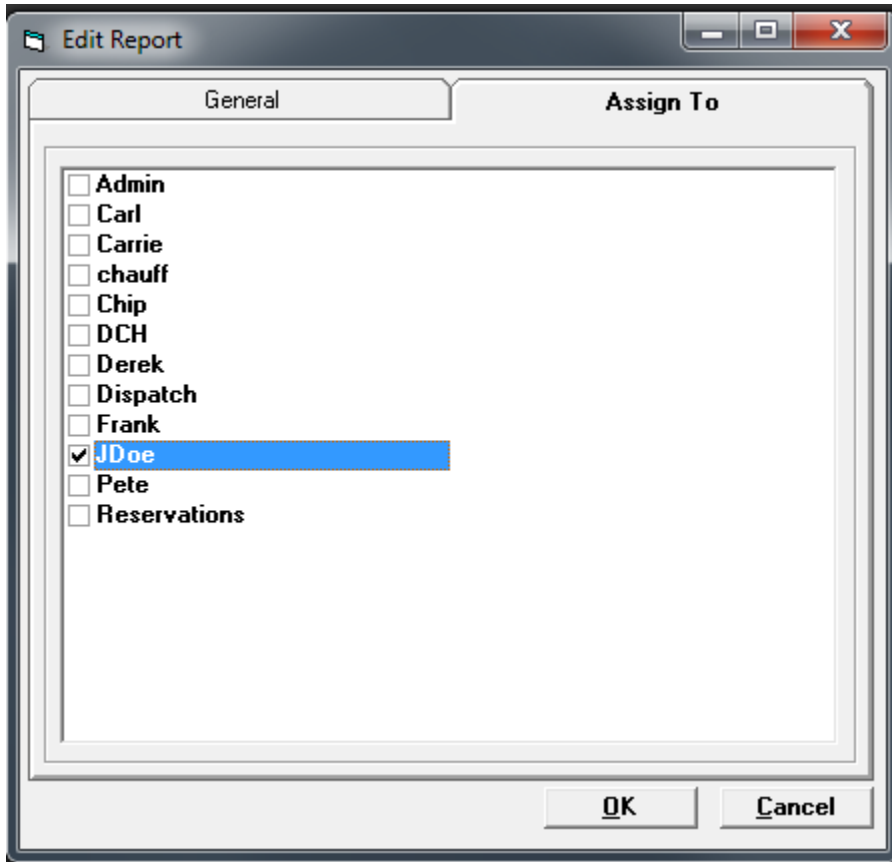 Edit Report
General Assign To
Admin
Carl
Carrie
chauff
Chip
DCH
Derek
Dispatch
Frank
JDoe
Pete
Reservations
OK Cancel